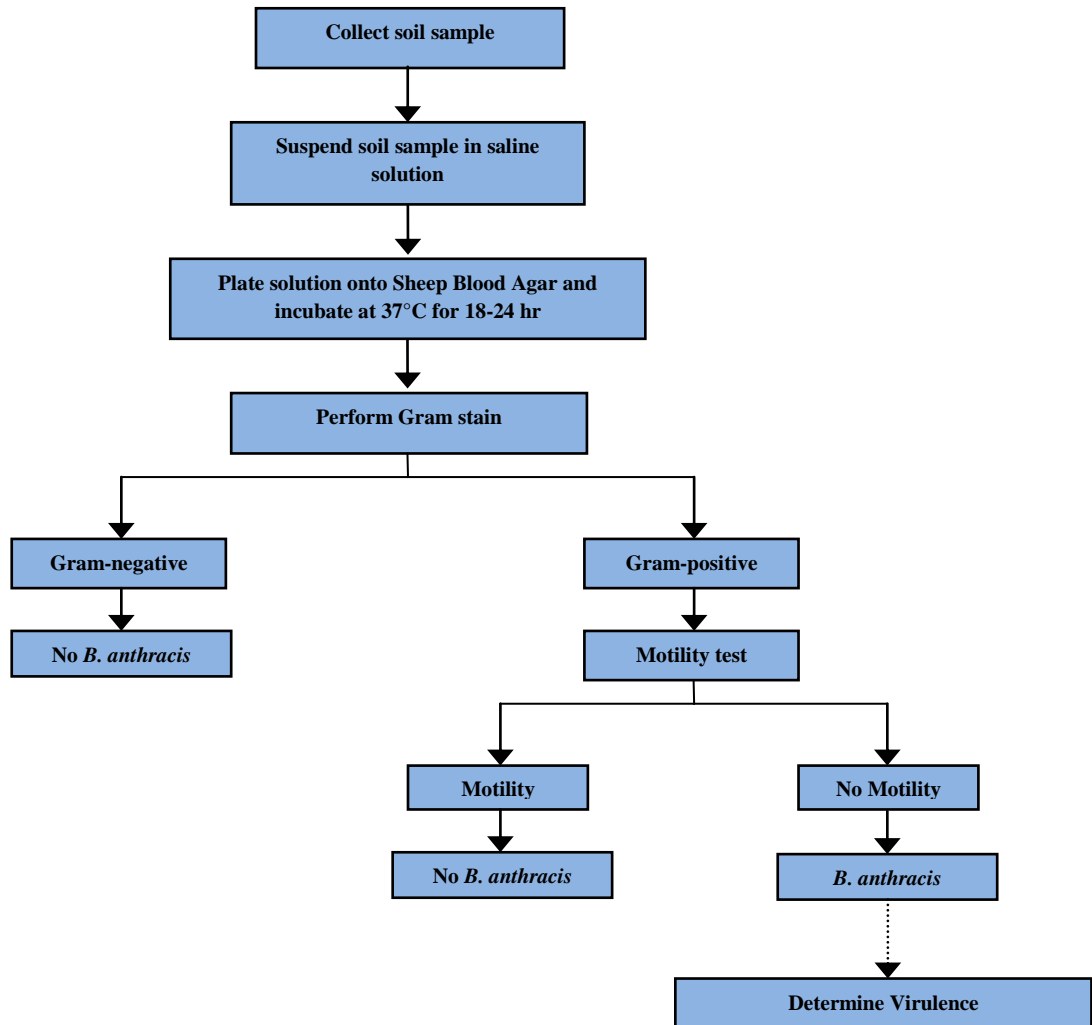 Collect soil sample
Suspend soil sample in saline
solution
Plate solution onto Sheep Blood Agar and
incubate at 37°C for 18-24 hr
Perform Gram stain
Gram-negative
Gram-positive
No B. anthracis
Motility test
Motility
No Motility
No B. anthracis
B. anthracis
Determine Virulence